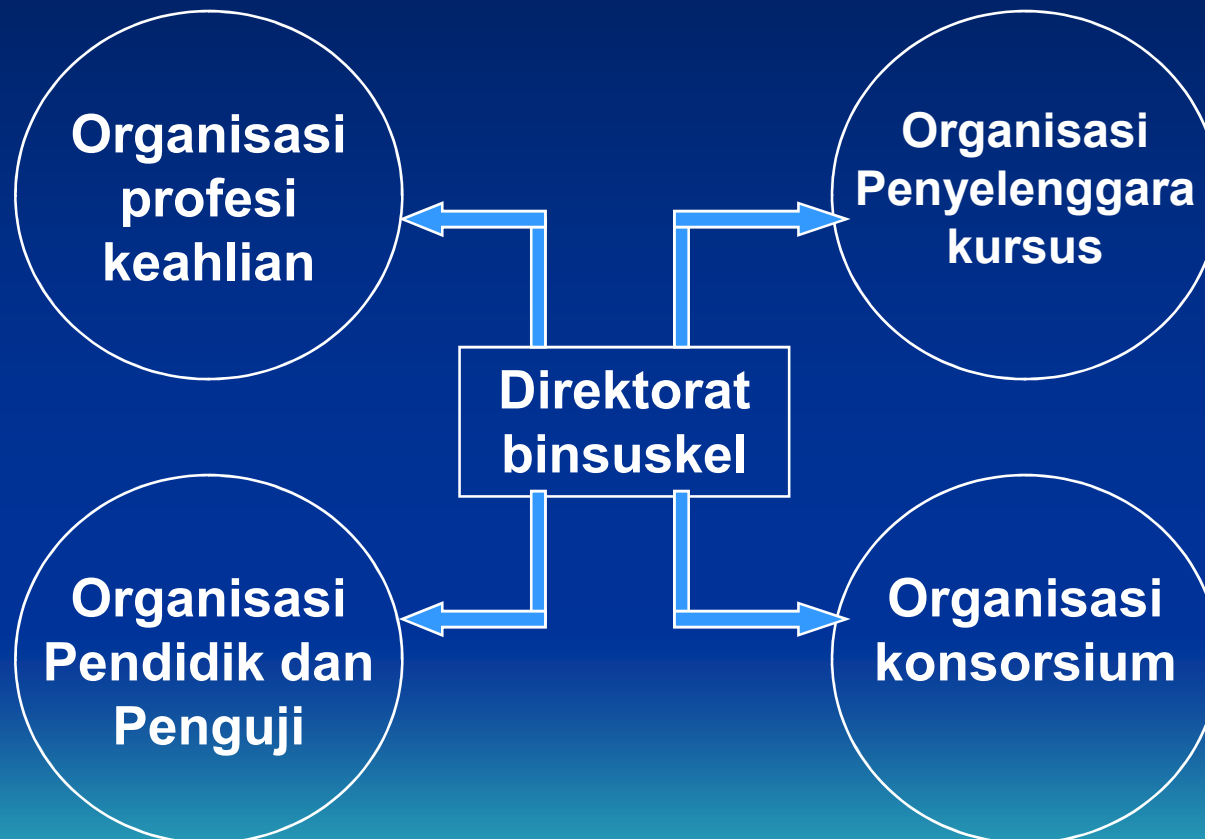 Organisasi
profesi
keahlian
Organisasi
Penyelenggara
kursus
Direktorat
binsuskel
Organisasi
Pendidik dan
Penguji
Organisasi
konsorsium